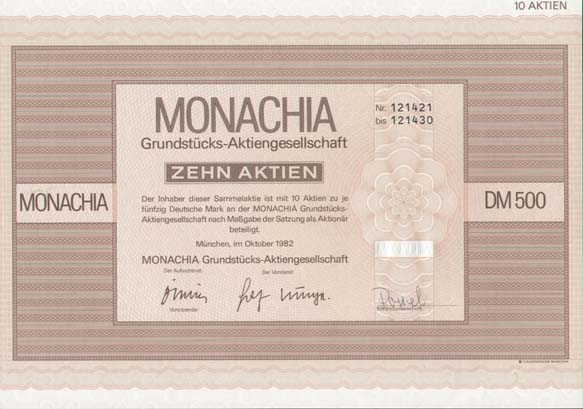 10 AKTIEN
MONACHIA
Grundstücks-Aktiengesellschaft
Nr. 121421
bis 121430
ZEHN AKTIEN
MONACHIA
DM 500
Der Inhaber dieser Sammelaktie ist mit 10 Aktien zu je
fünfzig Deutsche Mark an der MONACHIA Grundstücks-
Aktiengesellschaft nach Maßgabe der Satzung als Aktionär
beteiligt.
München, im Oktober 1982
MONACHIA Grundstücks-Aktiengesellschaft
Der Aufsichtsrat: Der Vorstand:
Vorsitzender